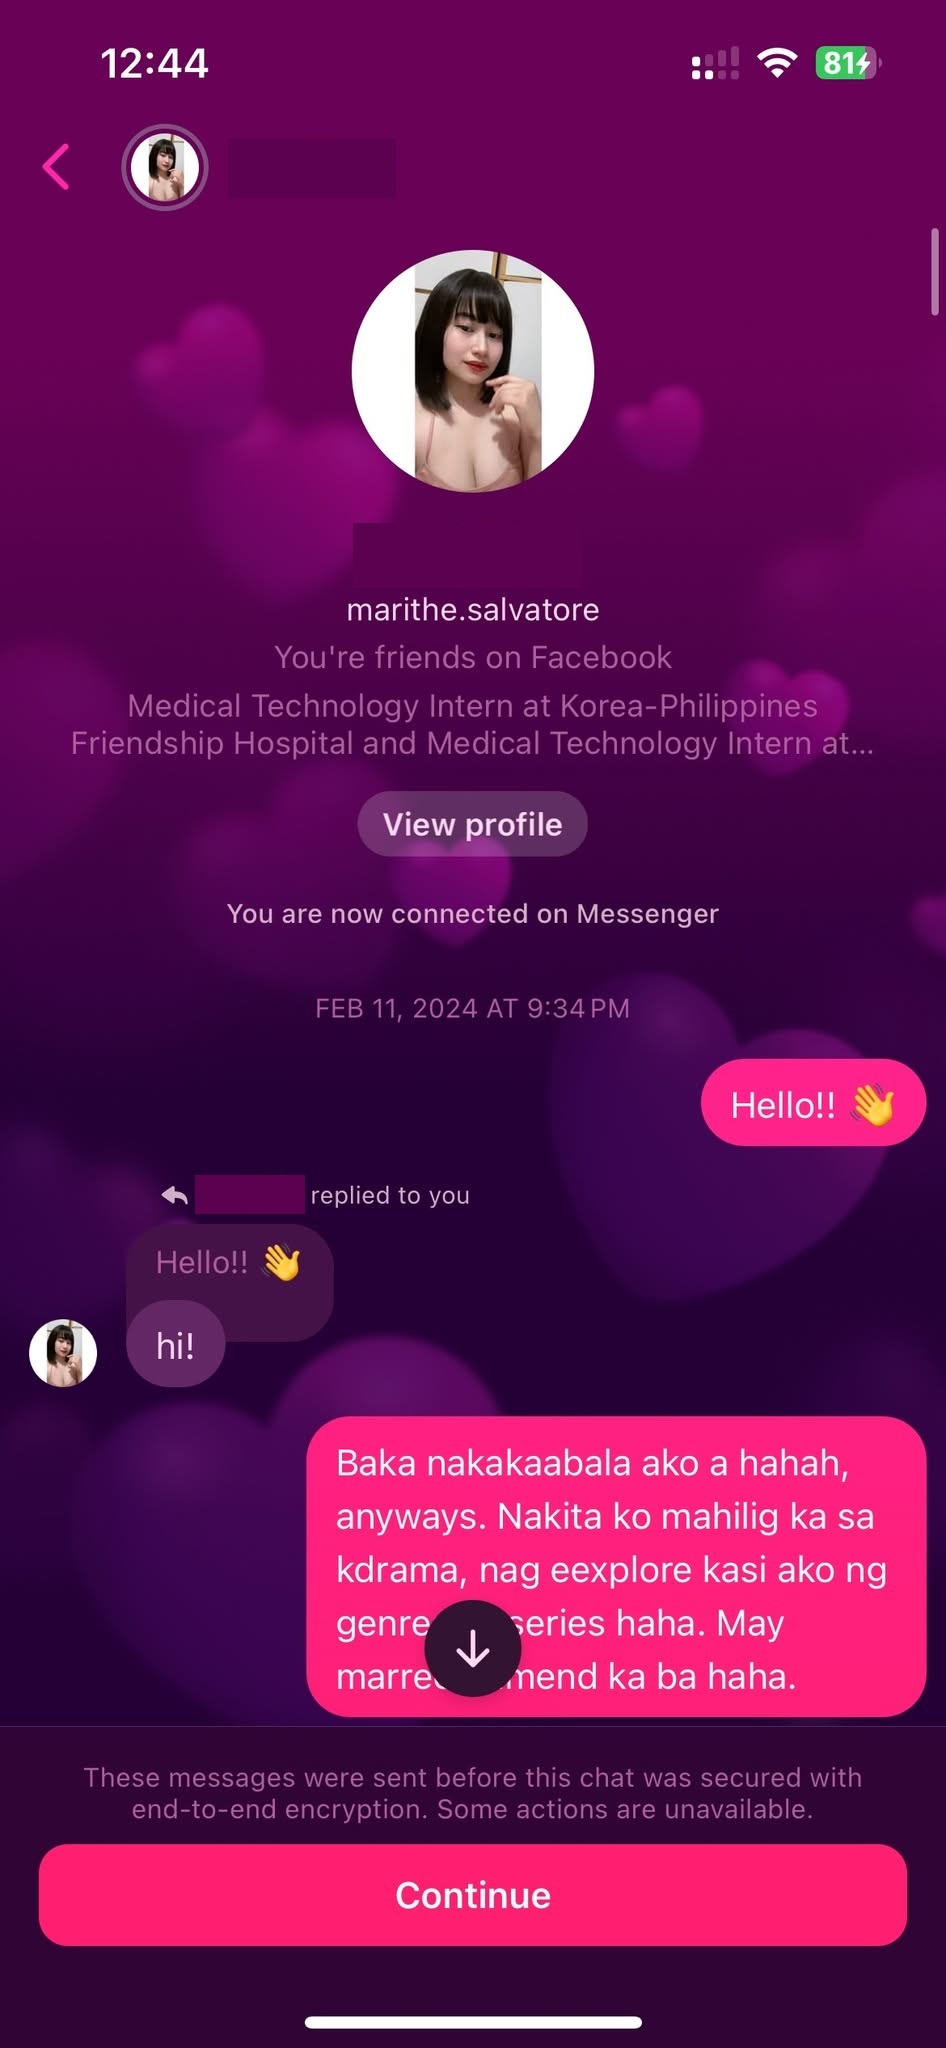 12:44
81
marithe.salvatore
You're friends on Facebook
Medical Technology Intern at Korea-Philippines
Friendship Hospital and Medical Technology Intern at...
View profile
You are now connected on Messenger
FEB 11, 2024 AT 9:34 PM
Hello!! 👋
replied to you
Hello!! 👋
hi!
Baka nakakaabala ako a hahah,
anyways. Nakita ko mahilig ka sa
kdrama, nag eexplore kasi ako ng
genre series haha. May
ka ba haha.
These messages were sent before this chat was secured with
end-to-end encryption. Some actions are unavailable.
Continue